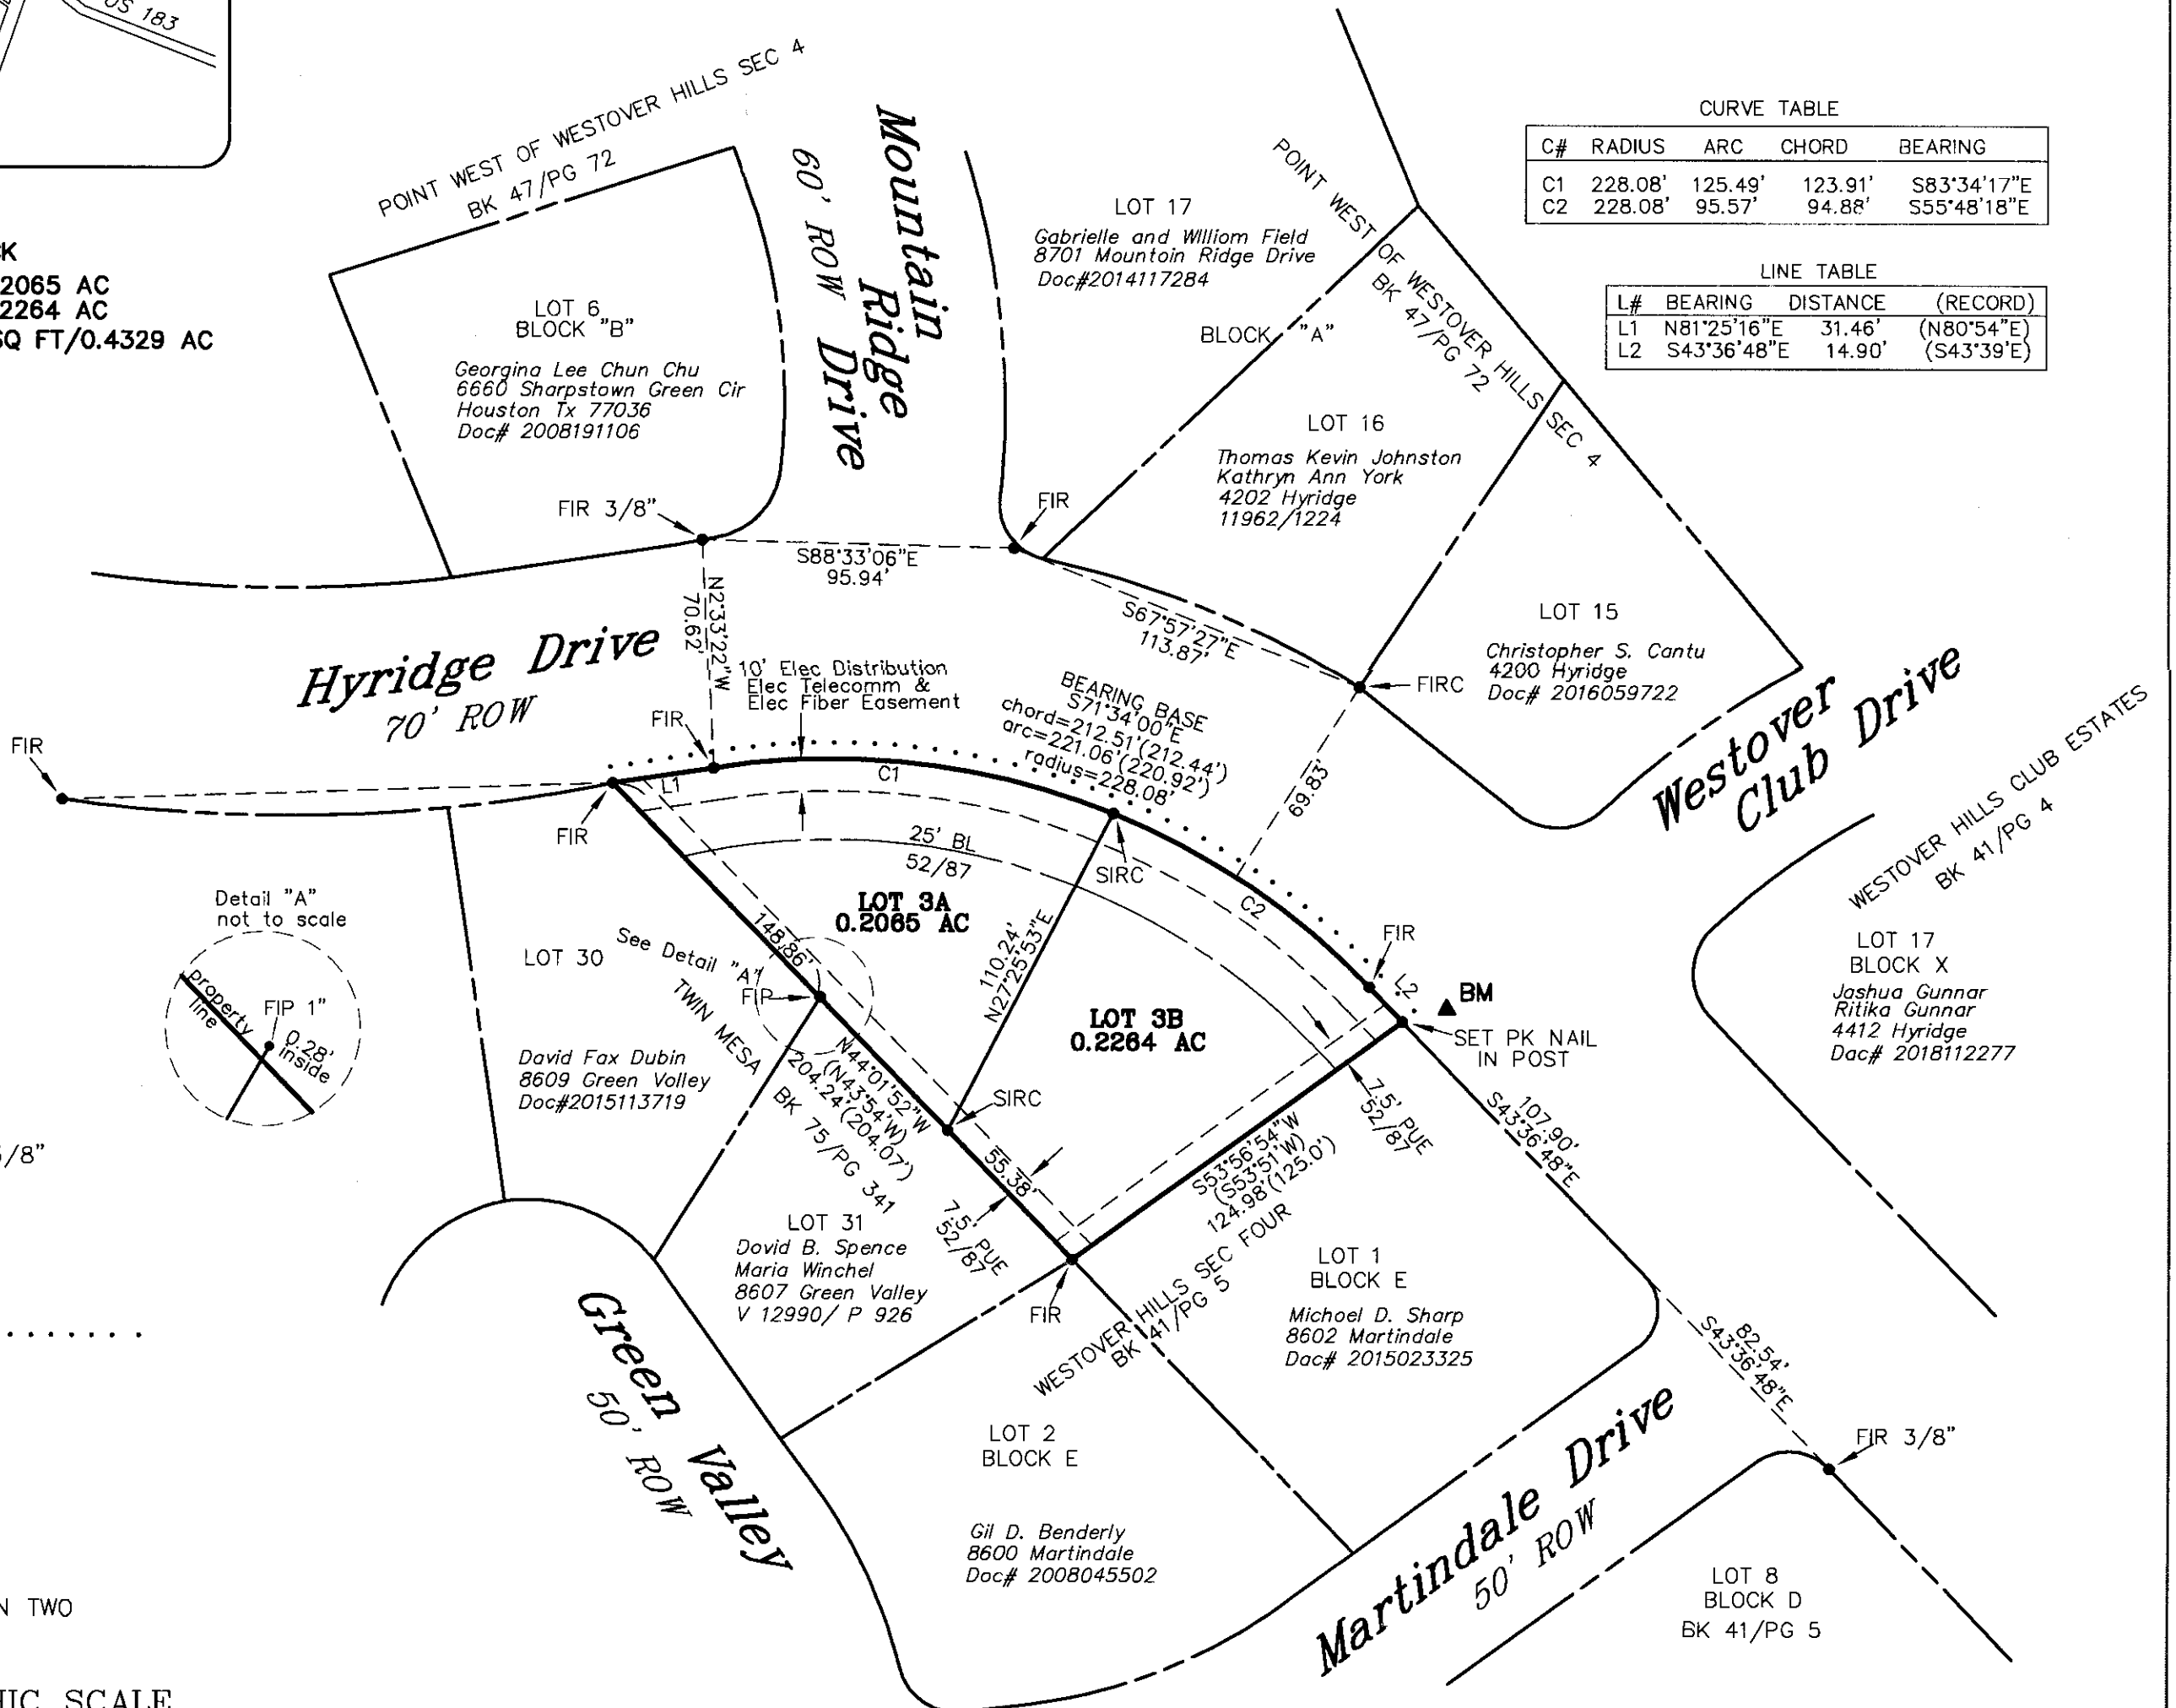 US 183
POINT WEST OF WESTOVER HILLS SEC 4
BK 47/PG 72
CK
2065 AC
2264 AC
SQ FT/0.4329 AC
LOT 6
BLOCK "B"
Georgina Lee Chun Chu
6660 Sharpstown Green Cir
Houston Tx 77036
Doc# 2008191106
Mountain
Ridge
Drive
60' ROW
LOT 17
Gabrielle and Williom Field
8701 Mountoin Ridge Drive
Doc#2014117284
BLOCK "A"
POINT WEST OF WESTOVER HILLS SEC 4
BK 47/PG 72
CURVE TABLE
C# RADIUS ARC CHORD BEARING
C1 228.08' 125.49' 123.91' S83°34'17"E
C2 228.08' 95.57' 94.88' S55°48'18"E
LINE TABLE
L# BEARING DISTANCE (RECORD)
L1 N81°25'16"E 31.46' (N80°54"E)
L2 S43°36'48"E 14.90' (S43°39'E)
LOT 16
Thomas Kevin Johnston
Kathryn Ann York
4202 Hyridge
11962/1224
FIR 3/8"
FIR
S88°33'06"E
95.94'
N2°33'22"W
70.62'
S67°57'27"E
113.87'
LOT 15
Christopher S. Cantu
4200 Hyridge
Doc# 2016059722
FIRC
Hyridge Drive
70' ROW
10' Elec Distribution
Elec Telecomm &
Elec Fiber Easement
BEARING BASE
S71°34'00"E
chord=212.51'(212.44')
arc=221.06'(220.92')
radius=228.08'
69.83'
Westover
Club Drive
WESTOVER HILLS CLUB ESTATES
BK 41/PG 4
FIR
FIR
FIR
L1
C1
25' BL
52/87
SIRC
C2
LOT 3A
0.2065 AC
148.86'
110.24'
N27°25'53"E
LOT 3B
0.2264 AC
FIR
L2
BM
SET PK NAIL
IN POST
LOT 17
BLOCK X
Jashua Gunnar
Ritika Gunnar
4412 Hyridge
Dac# 2018112277
Detail "A"
not to scale
property
line
FIP 1"
0.28'
inside
LOT 30
See Detail "A"
FIP
David Fax Dubin
8609 Green Volley
Doc#2015113719
TWIN MESA
BK 75/PG 341
N44°01'52"W
(N43°54'W)
204.24'(204.07')
SIRC
55.38'
7.5' PUE
52/87
7.5' PUE
52/87
S53°56'54"W
(S53°51'W)
124.98'(125.0')
107.90'
S43°36'48"E
/8"
LOT 31
Dovid B. Spence
Maria Winchel
8607 Green Valley
V 12990/ P 926
FIR
WESTOVER HILLS SEC FOUR
BK 41/PG 5
LOT 1
BLOCK E
Michoel D. Sharp
8602 Martindale
Dac# 2015023325
82.54'
S43°36'48"E
FIR 3/8"
Green Valley
50' ROW
LOT 2
BLOCK E
Gil D. Benderly
8600 Martindale
Doc# 2008045502
Martindale Drive
50' ROW
LOT 8
BLOCK D
BK 41/PG 5
N TWO
HIC SCALE